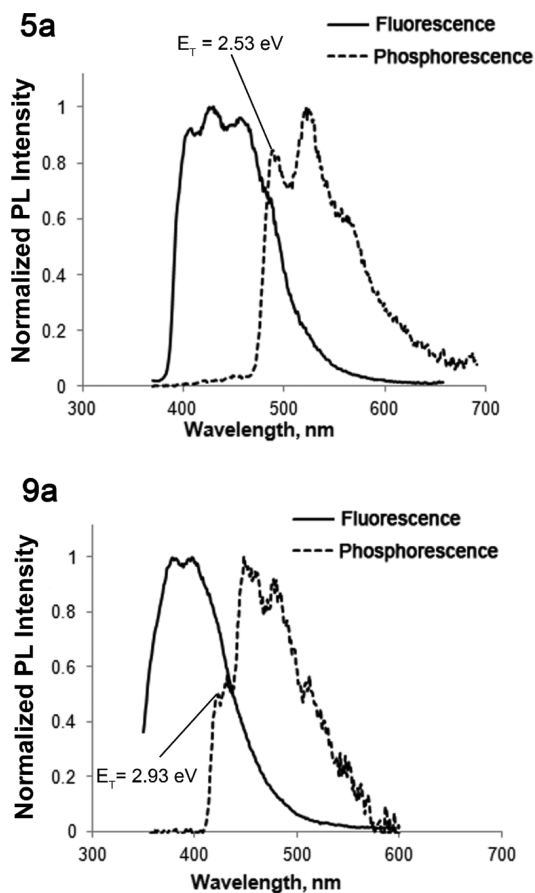 5a
Fluorescence
Phosphorescence
E_T = 2.53 eV
Normalized PL Intensity
1
0.8
0.6
0.4
0.2
0
300 400 500 600 700
Wavelength, nm
9a
Fluorescence
Phosphorescence
Normalized PL Intensity
1
0.8
0.6
0.4
0.2
0
E_T= 2.93 eV
300 400 500 600 700
Wavelength, nm